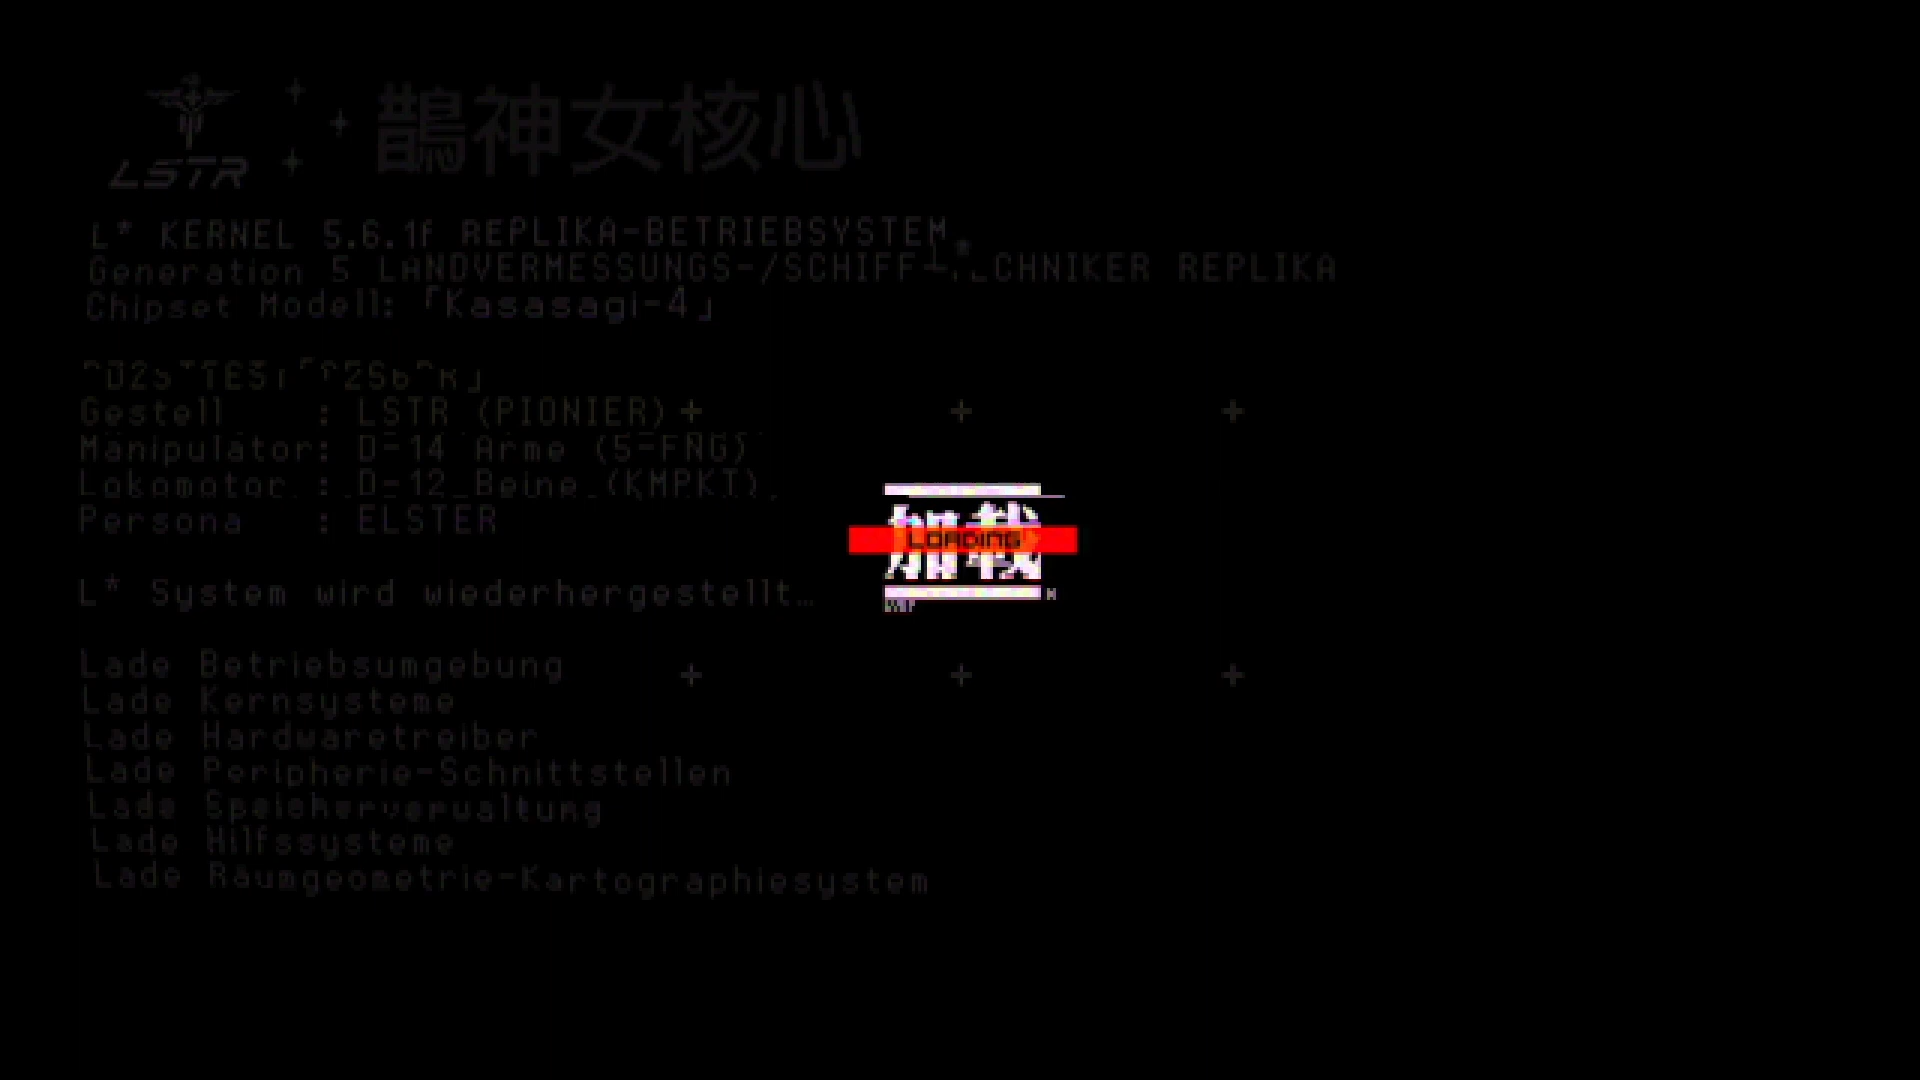 鵲神女核心
LSTR
L* KERNEL 5.6.1f REPLIKA-BETRIEBSYSTEM
Generation 5 LANDVERMESSUNGS-/SCHIFF REPLIKA
Chipset Modell: 「Kasasagi-4」
Gestell : LSTR (PIONIER)
Manipulator: D-14 Arme (5-FNG)
Lokomotor : D-12 Beine (KMPKT)
Persona : ELSTER
加载
LOADING
L* System wird wiederhergestellt…
Lade Betriebsumgebung
Lade Kernsysteme
Lade Hardwaretreiber
Lade Peripherie-Schnittstellen
Lade Speicherverwaltung
Lade Hilfssysteme
Lade Raumgeometrie-Kartographiesystem